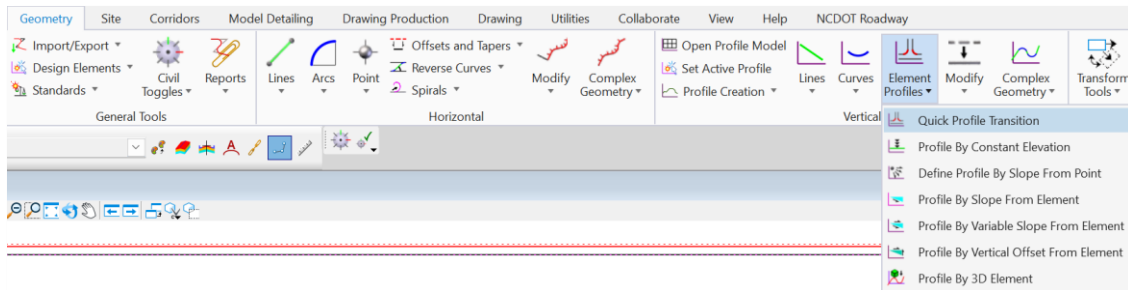 Geometry Site Corridors Model Detailing Drawing Production Drawing Utilities Collaborate View Help NCDOT Roadway
Import/Export
Design Elements
Standards
Civil Toggles
Reports
General Tools
Lines
Arcs
Point
Offsets and Tapers
Reverse Curves
Spirals
Modify
Complex Geometry
Horizontal
Open Profile Model
Set Active Profile
Profile Creation
Lines
Curves
Element Profiles
Modify
Complex Geometry
Vertical
Transform Tools
Quick Profile Transition
Profile By Constant Elevation
Define Profile By Slope From Point
Profile By Slope From Element
Profile By Variable Slope From Element
Profile By Vertical Offset From Element
Profile By 3D Element